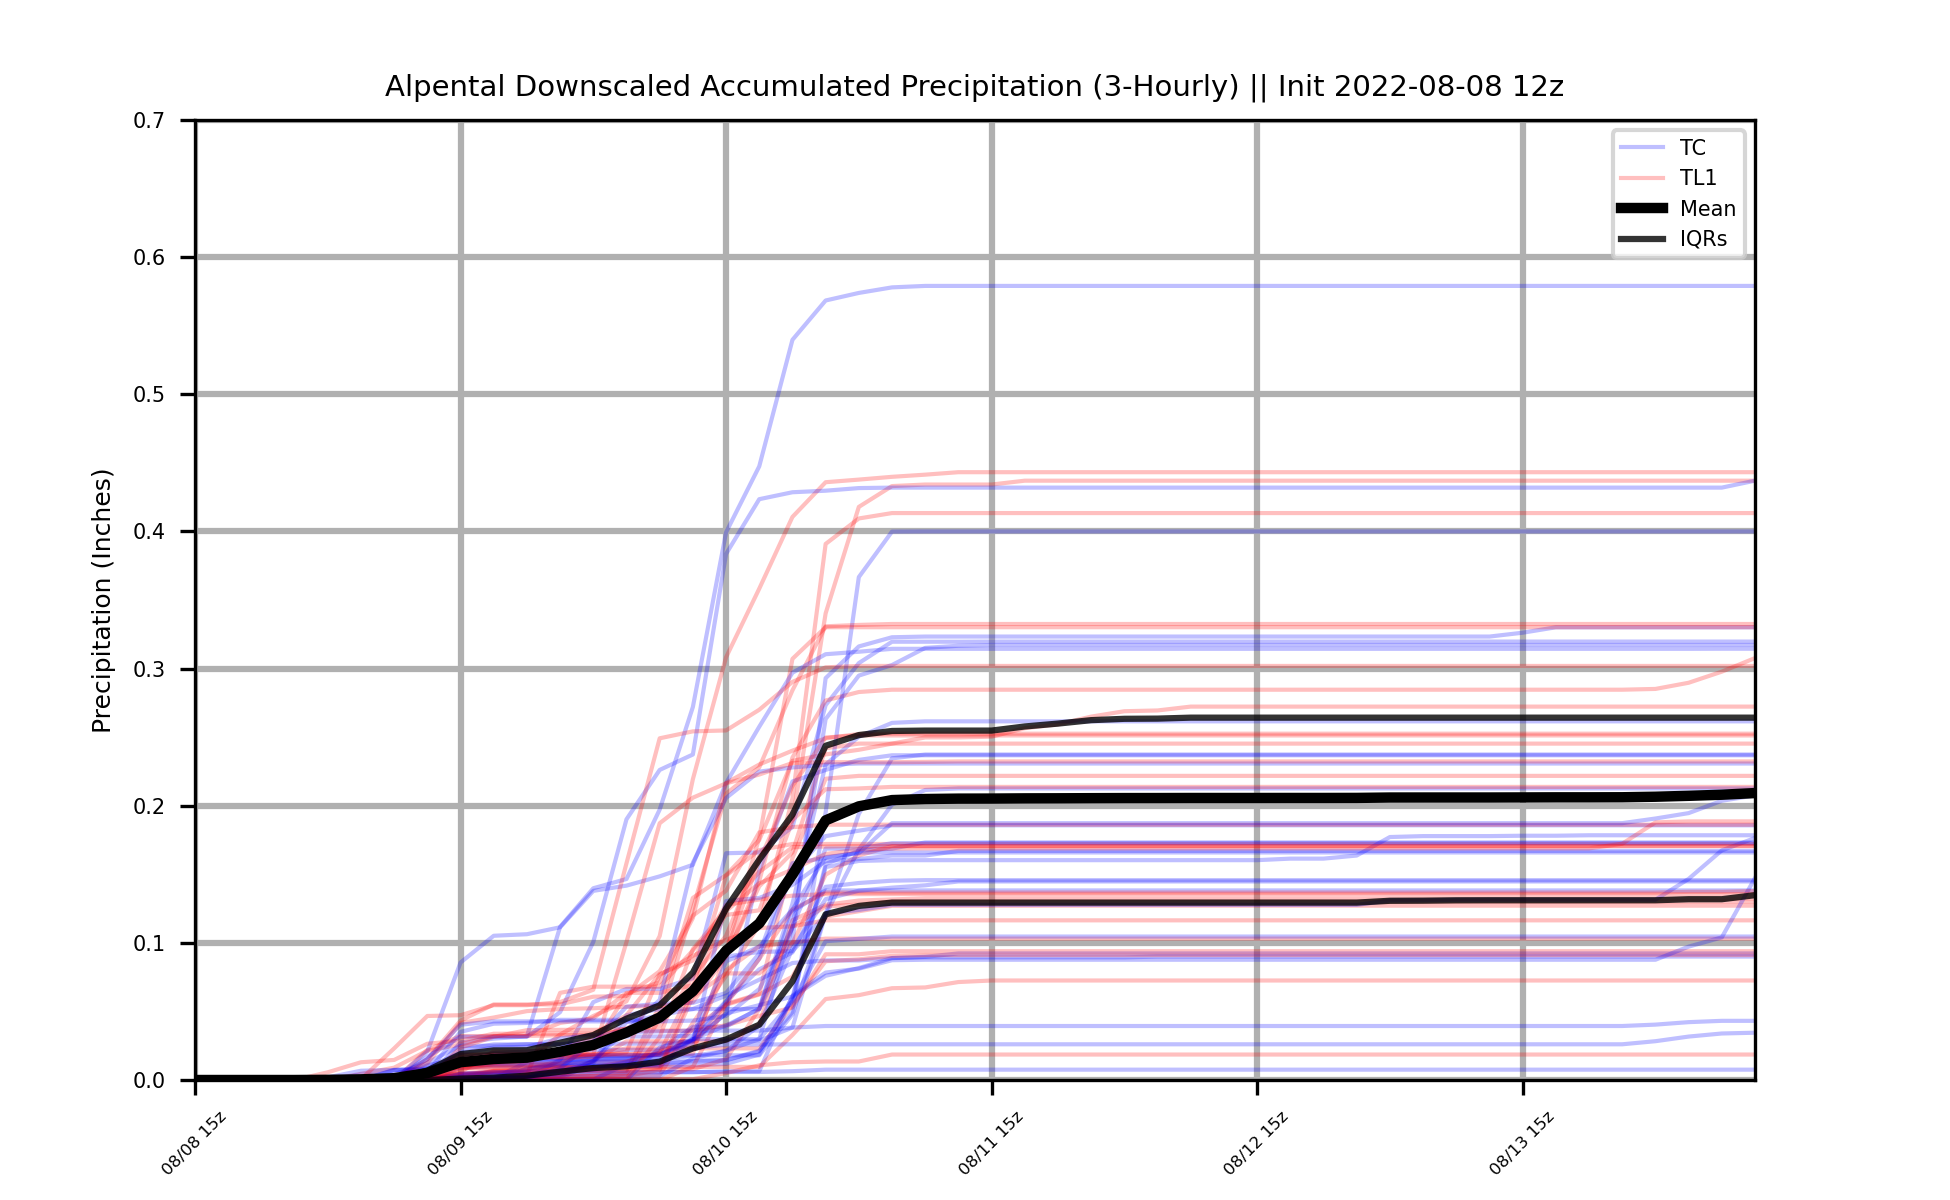 Alpental Downscaled Accumulated Precipitation (3-Hourly) || Init 2022-08-08 12z
TC
TL1
Mean
IQRs
Precipitation (Inches)
0.7
0.6
0.5
0.4
0.3
0.2
0.1
0.0
08/08 15z
08/09 15z
08/10 15z
08/11 15z
08/12 15z
08/13 15z